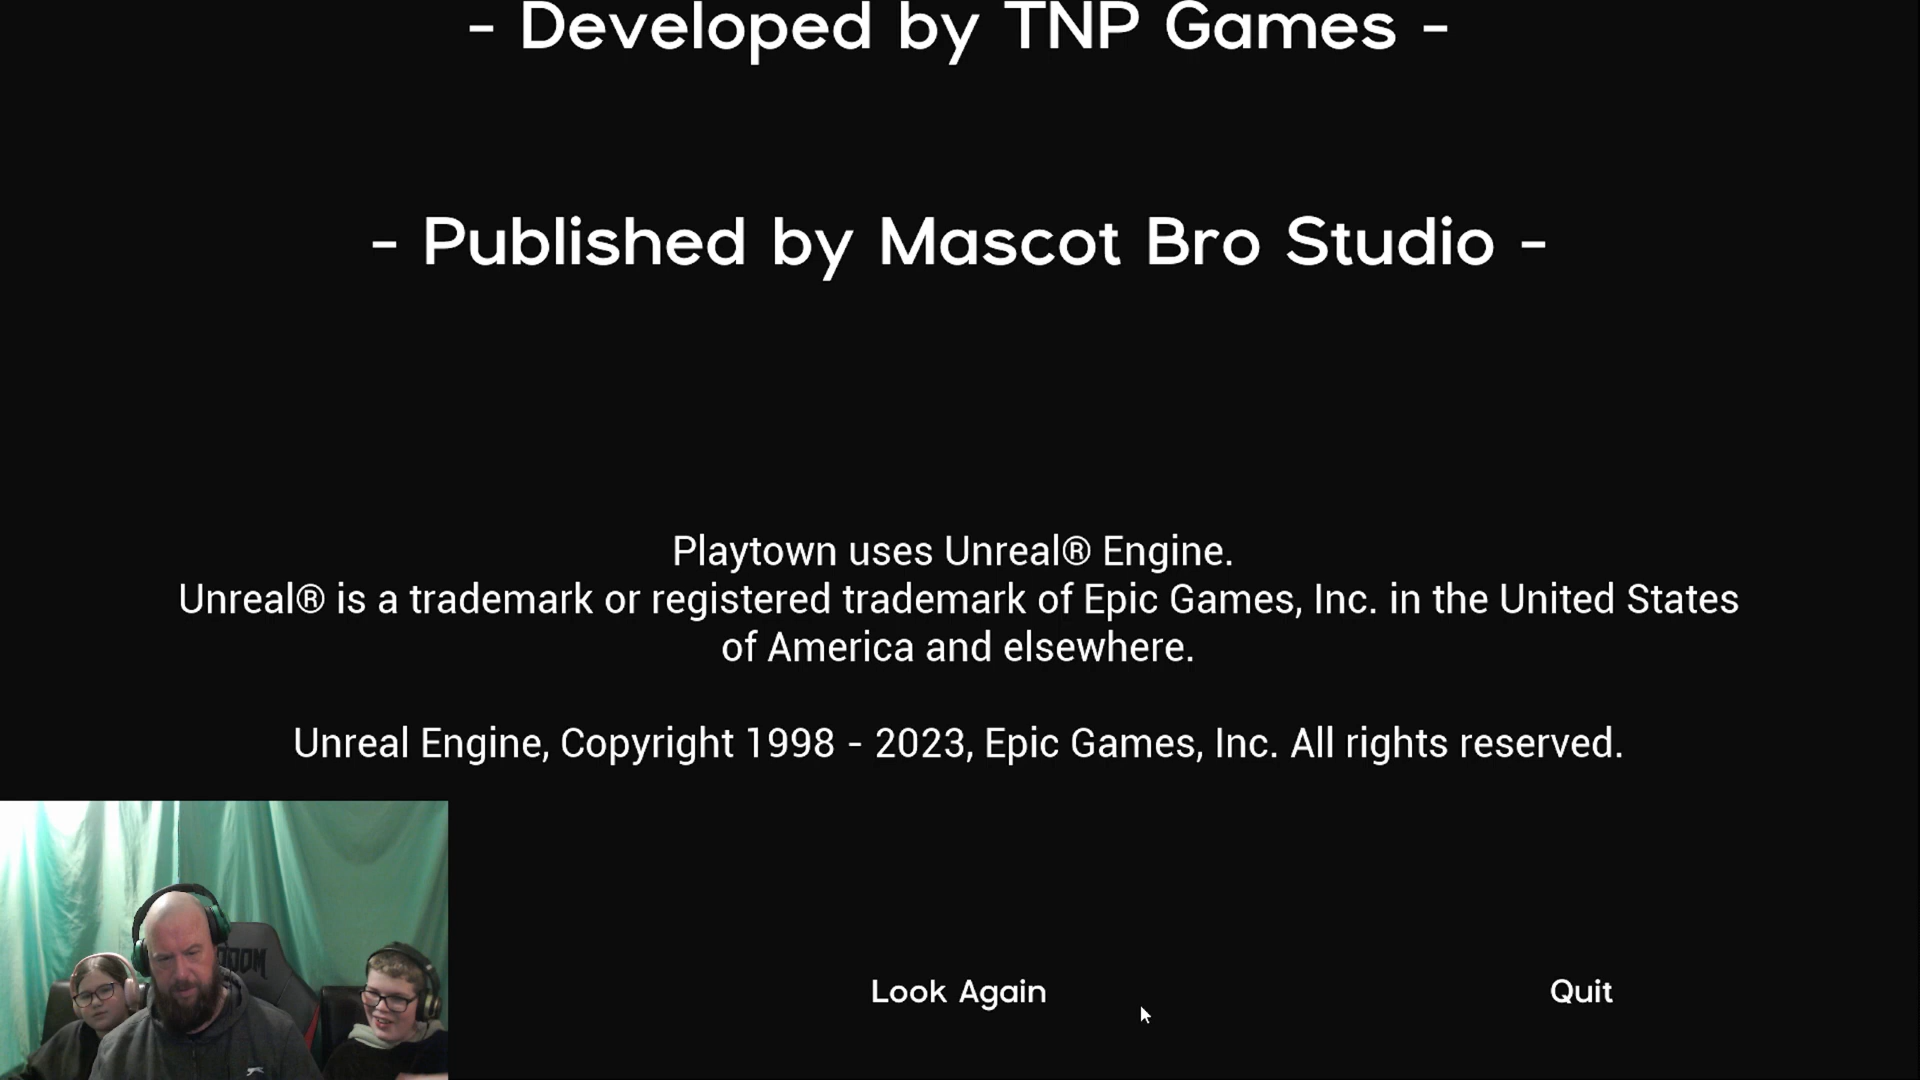 - Developed by TNP Games -
- Published by Mascot Bro Studio -
Playtown uses Unreal® Engine.
Unreal® is a trademark or registered trademark of Epic Games, Inc. in the United States
of America and elsewhere.
Unreal Engine, Copyright 1998 - 2023, Epic Games, Inc. All rights reserved.
DOOM
Look Again
Quit